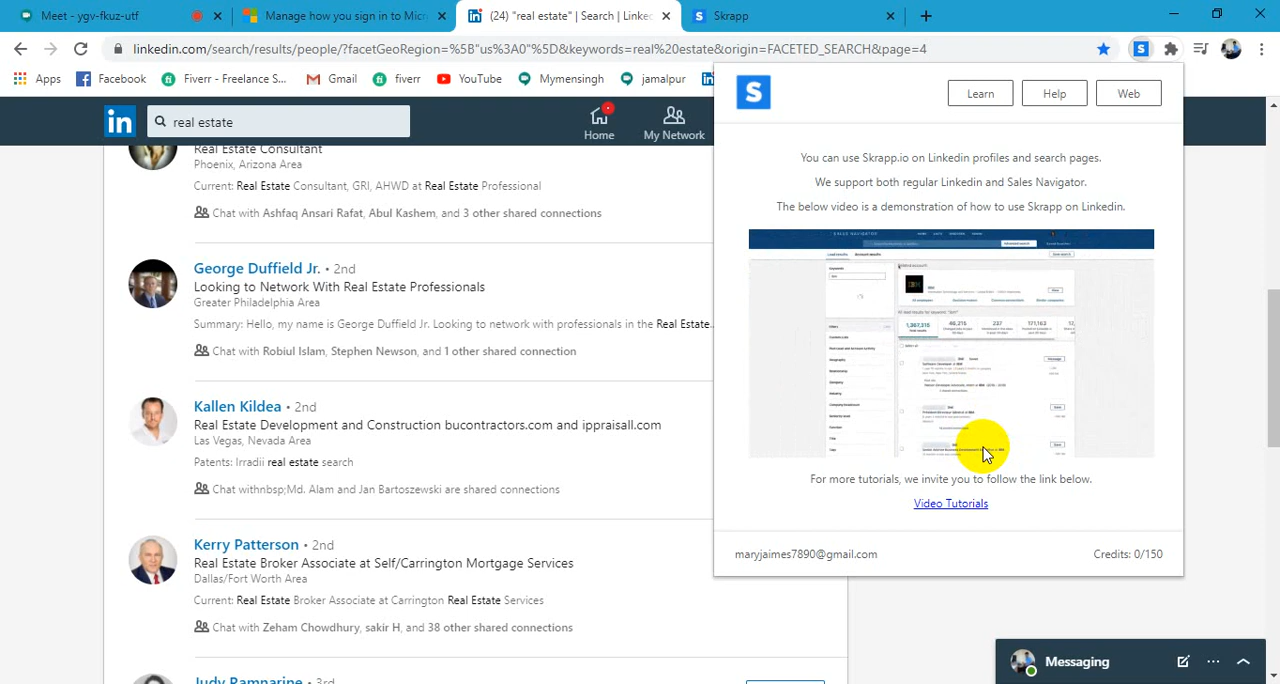 Meet - ygv-fkuz-utf
Manage how you sign in to Micr
(24) "real estate" | Search | Linked
Skrapp
linkedin.com/search/results/people/?facetGeoRegion=%5B"us%3A0"%5D&keywords=real%20estate&origin=FACETED_SEARCH&page=4
Apps
Facebook
Fiverr - Freelance S...
Gmail
fiverr
YouTube
Mymensingh
jamalpur
in
real estate
Home
My Network
S
Learn
Help
Web
You can use Skrapp.io on Linkedin profiles and search pages.
We support both regular Linkedin and Sales Navigator.
The below video is a demonstration of how to use Skrapp on Linkedin.
For more tutorials, we invite you to follow the link below.
Video Tutorials
maryjaimes7890@gmail.com
Credits: 0/150
Real Estate Consultant
Phoenix, Arizona Area
Current: Real Estate Consultant, GRI, AHWD at Real Estate Professional
Chat with Ashfaq Ansari Rafat, Abul Kashem, and 3 other shared connections
George Duffield Jr. • 2nd
Looking to Network With Real Estate Professionals
Greater Philadelphia Area
Summary: Hello, my name is George Duffield Jr. Looking to network with professionals in the Real Estate..
Chat with Robiul Islam, Stephen Newson, and 1 other shared connection
Kallen Kildea • 2nd
Real Estate Development and Construction bucontractors.com and ippraisall.com
Las Vegas, Nevada Area
Patents: Irradii real estate search
Chat withnbsp;Md. Alam and Jan Bartoszewski are shared connections
Kerry Patterson • 2nd
Real Estate Broker Associate at Self/Carrington Mortgage Services
Dallas/Fort Worth Area
Current: Real Estate Broker Associate at Carrington Real Estate Services
Chat with Zeham Chowdhury, sakir H, and 38 other shared connections
Judy Ramnarine • 3rd
Messaging